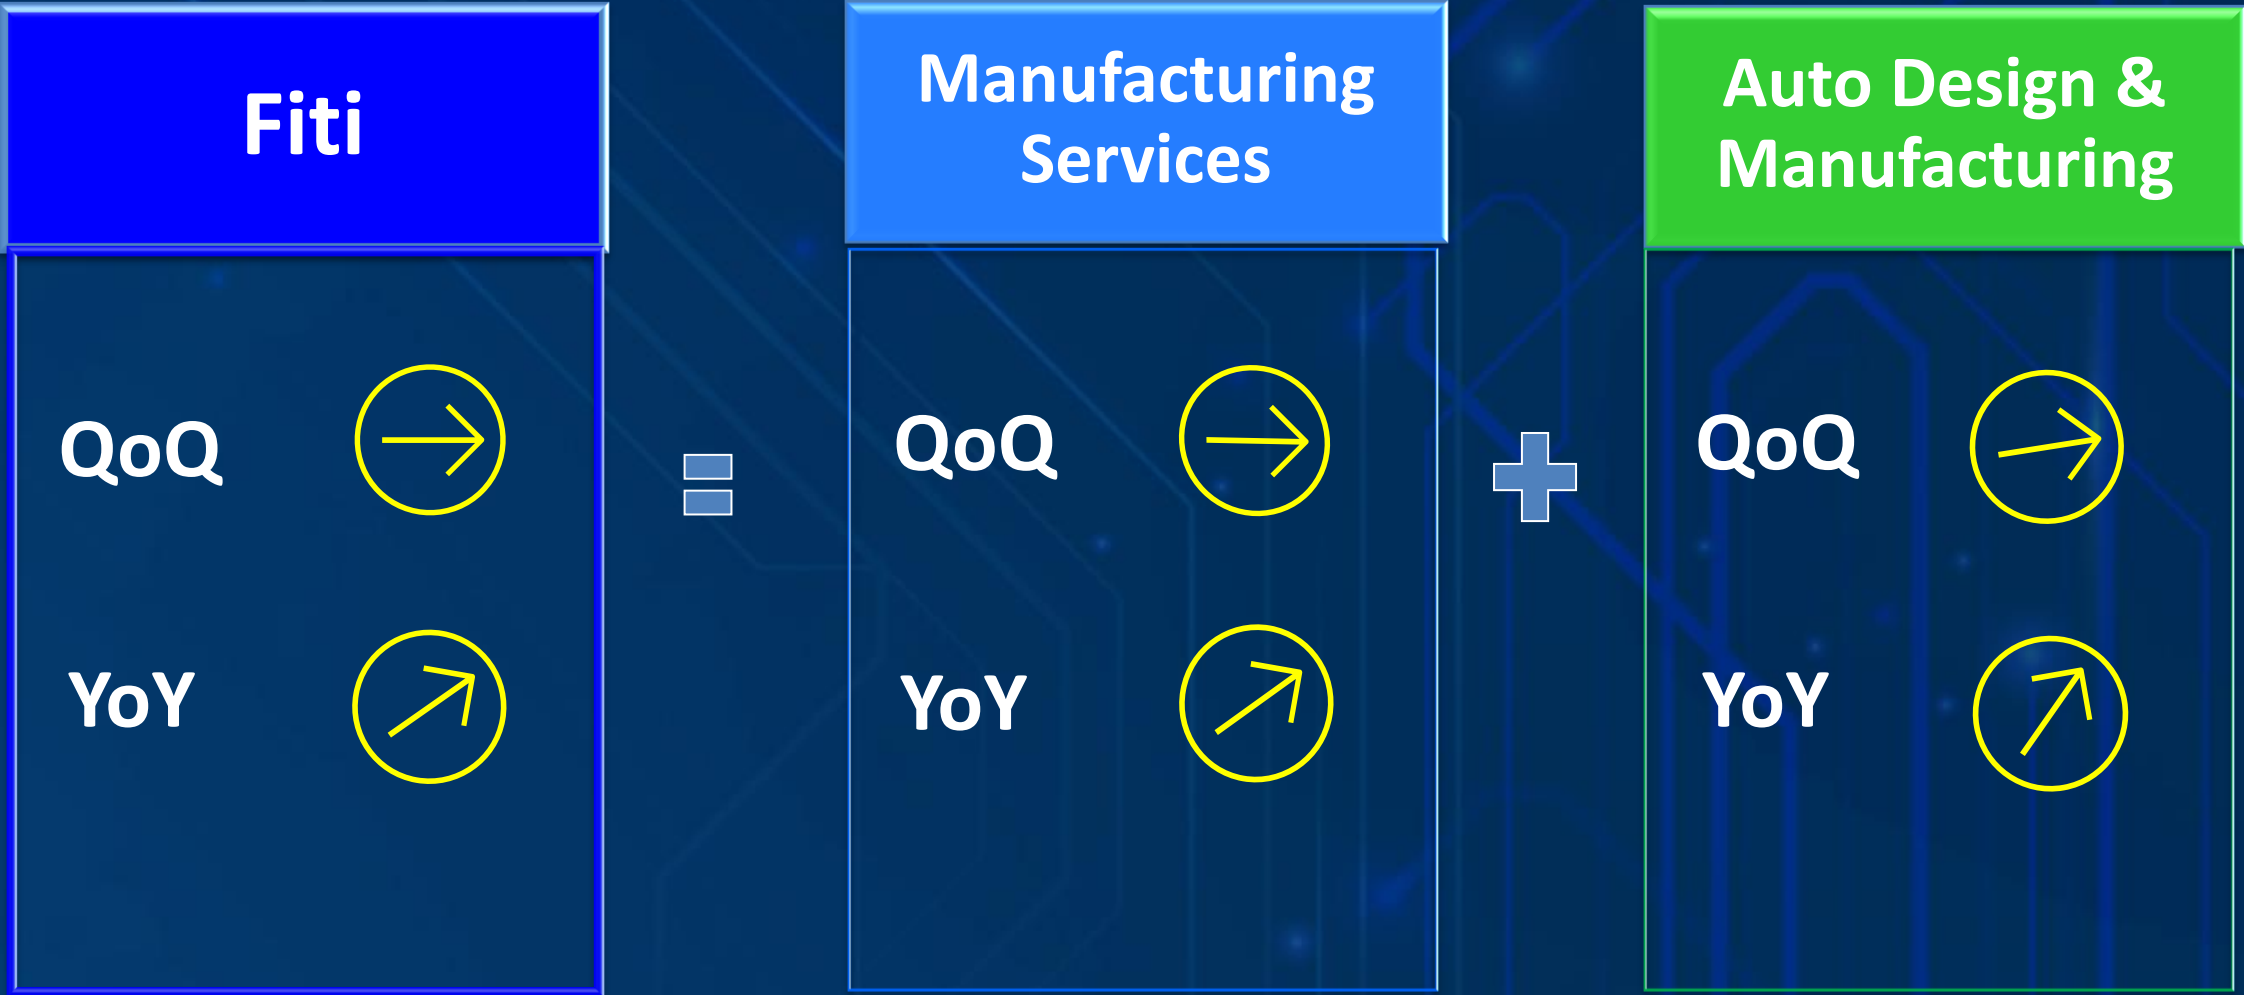 Fiti
QoQ
YoY
Manufacturing
Services
QoQ
YoY
Auto Design &
Manufacturing
QoQ
YoY